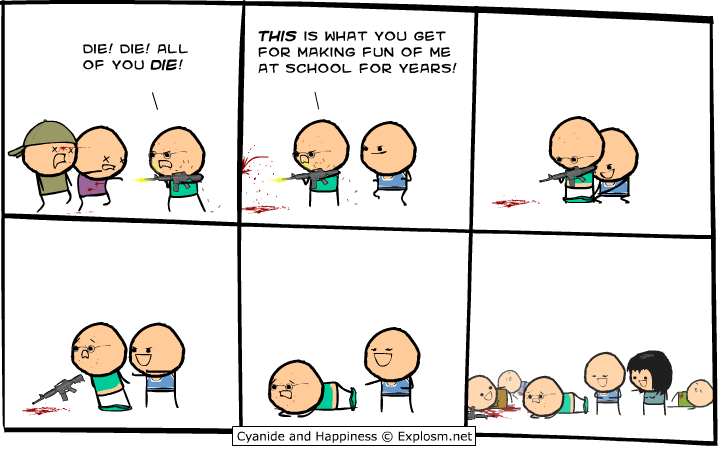 DIE! DIE! ALL
OF YOU DIE!
THIS IS WHAT YOU GET
FOR MAKING FUN OF ME
AT SCHOOL FOR YEARS!
Cyanide and Happiness © Explosm.net